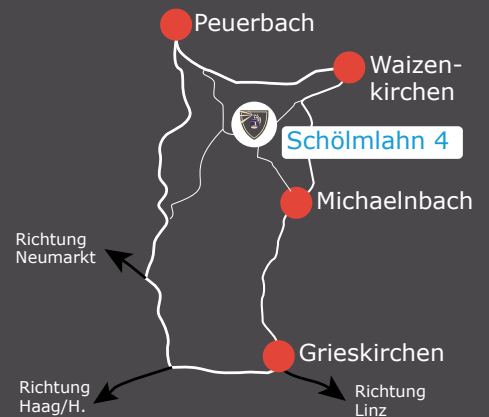 Peuerbach
Waizen-
kirchen
Schölmlahn 4
Michaelnbach
Richtung
Neumarkt
Grieskirchen
Richtung
Haag/H.
Richtung
Linz